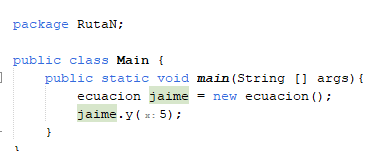 package RutaN;
public class Main {
public static void main(String [] args){
ecuacion jaime = new ecuacion();
jaime.y( x: 5);
}
}